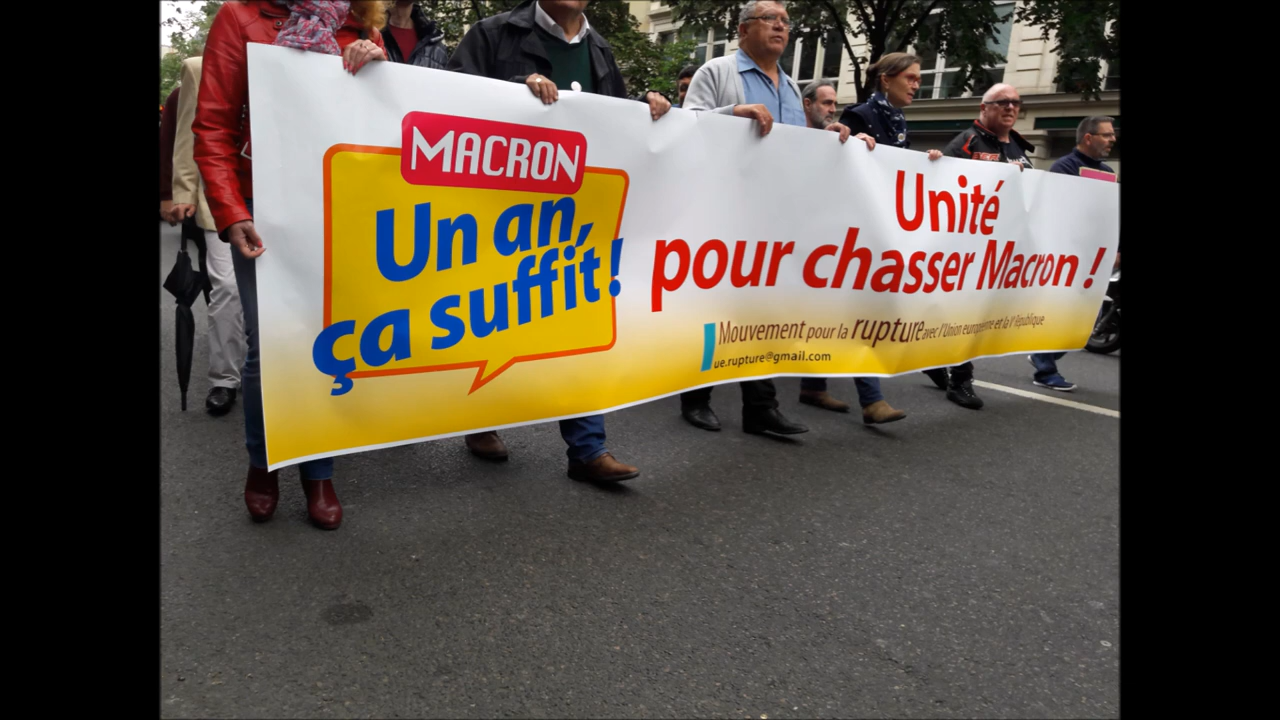 MACRON
Un an,
ça suffit !
Unité
pour chasser Macron !
Mouvement pour la rupture avec l'Union européenne et la Vᵉ République
ue.rupture@gmail.com